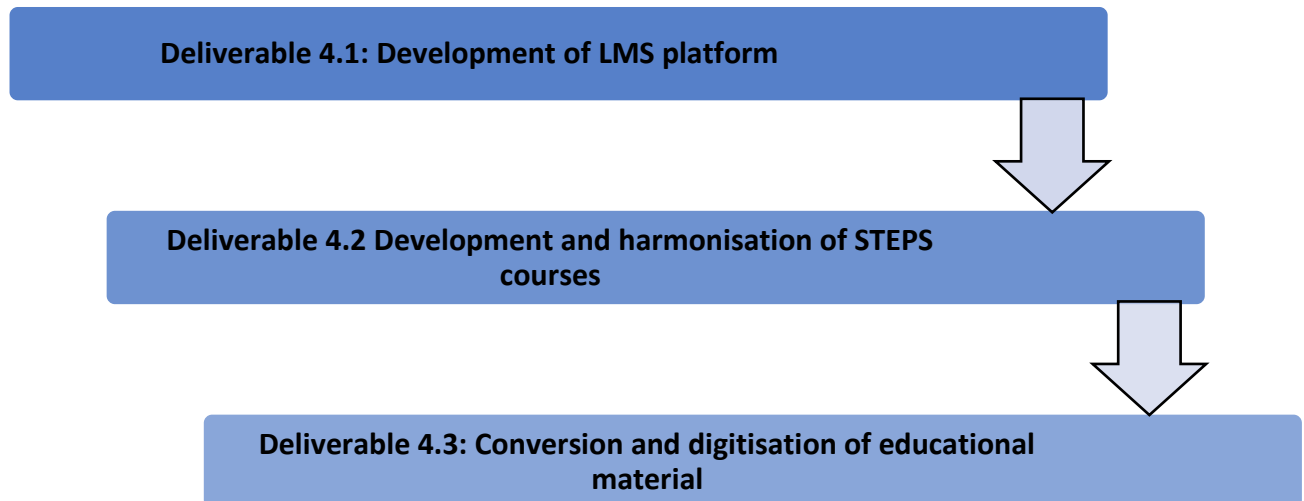 Deliverable 4.1: Development of LMS platform
Deliverable 4.2 Development and harmonisation of STEPS
courses
Deliverable 4.3: Conversion and digitisation of educational
material